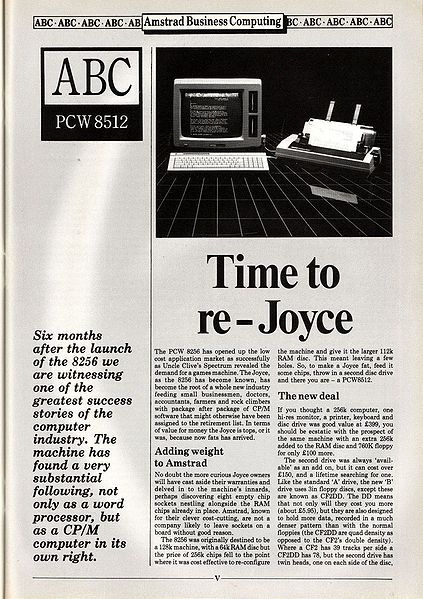 ABC · ABC · ABC · AB Amstrad Business Computing BC · ABC · ABC · ABC
ABC
PCW 8512
Time to
re–Joyce
Six months
after the launch
of the 8256 we
are witnessing
one of the
greatest success
stories of the
computer
industry. The
machine has
found a very
substantial
following, not
only as a word
processor, but
as a CP/M
computer in its
own right.
The PCW 8256 has opened up the low
cost application market as successfully
as Uncle Clive's Spectrum revealed the
demand for a games machine. The Joyce,
as the 8256 has become known, has
become the root of a whole new industry
feeding small businessmen, doctors,
accountants, farmers and rock climbers
with package after package of CP/M
software that might otherwise have been
assigned to the retirement list. In terms
of value for money the Joyce is tops, or it
was, because now fats has arrived.
Adding weight
to Amstrad
No doubt the more curious Joyce owners
will have cast aside their warranties and
delved in to the machine's innards,
perhaps discovering eight empty chip
sockets nestling alongside the RAM
chips already in place. Amstrad, known
for their clever cost-cutting, are not a
company likely to leave sockets on a
board without good reason.
The 8256 was originally destined to be
a 128k machine, with a 64k RAM disc but
the price of 256k chips fell to the point
where it was cost effective to re-configure
the machine and give it the larger 112k
RAM disc. This meant leaving a few
holes. So, to make a Joyce fat, feed it
some chips, throw in a second disc drive
and there you are – a PCW8512.
The new deal
If you thought a 256k computer, one
hi-res monitor, a printer, keyboard and
disc drive was good value at £399, you
should be ecstatic with the prospect of
the same machine with an extra 256k
added to the RAM disc and 760K floppy
for only £100 more.
The second drive was always 'avail-
able' as an add on, but it can cost over
£150, and a lifetime searching for one.
Like the standard 'A' drive, the new 'B'
drive uses 3in floppy discs, except these
are known as CF2DD. The DD means
that not only will they cost you more
(about £5.95), but they are also designed
to hold more data, recorded in a much
denser pattern than with the normal
floppies (the CF2DD are quad density as
opposed to the CF2's double density).
Where a CF2 has 39 tracks per side a
CF2DD has 78, but the second drive has
twin heads, one on each side of the disc,
V